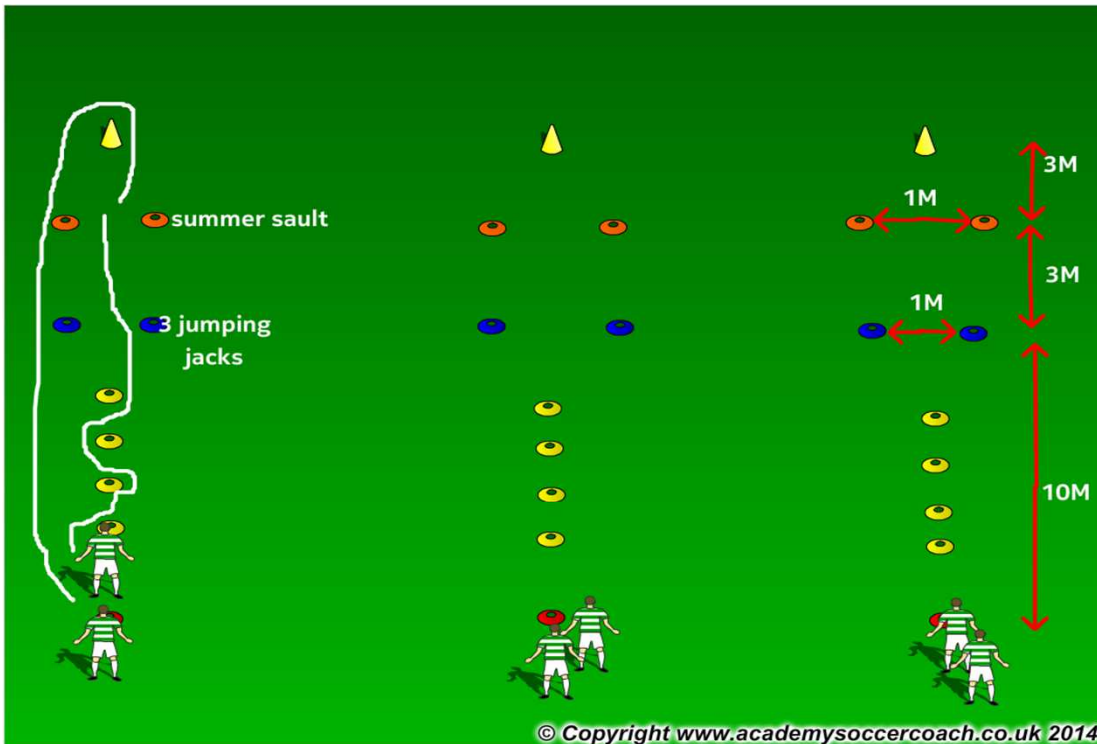 3M
1M
summer sault
3M
1M
3 jumping
jacks
10M
© Copyright www.academysoccercoach.co.uk 2014